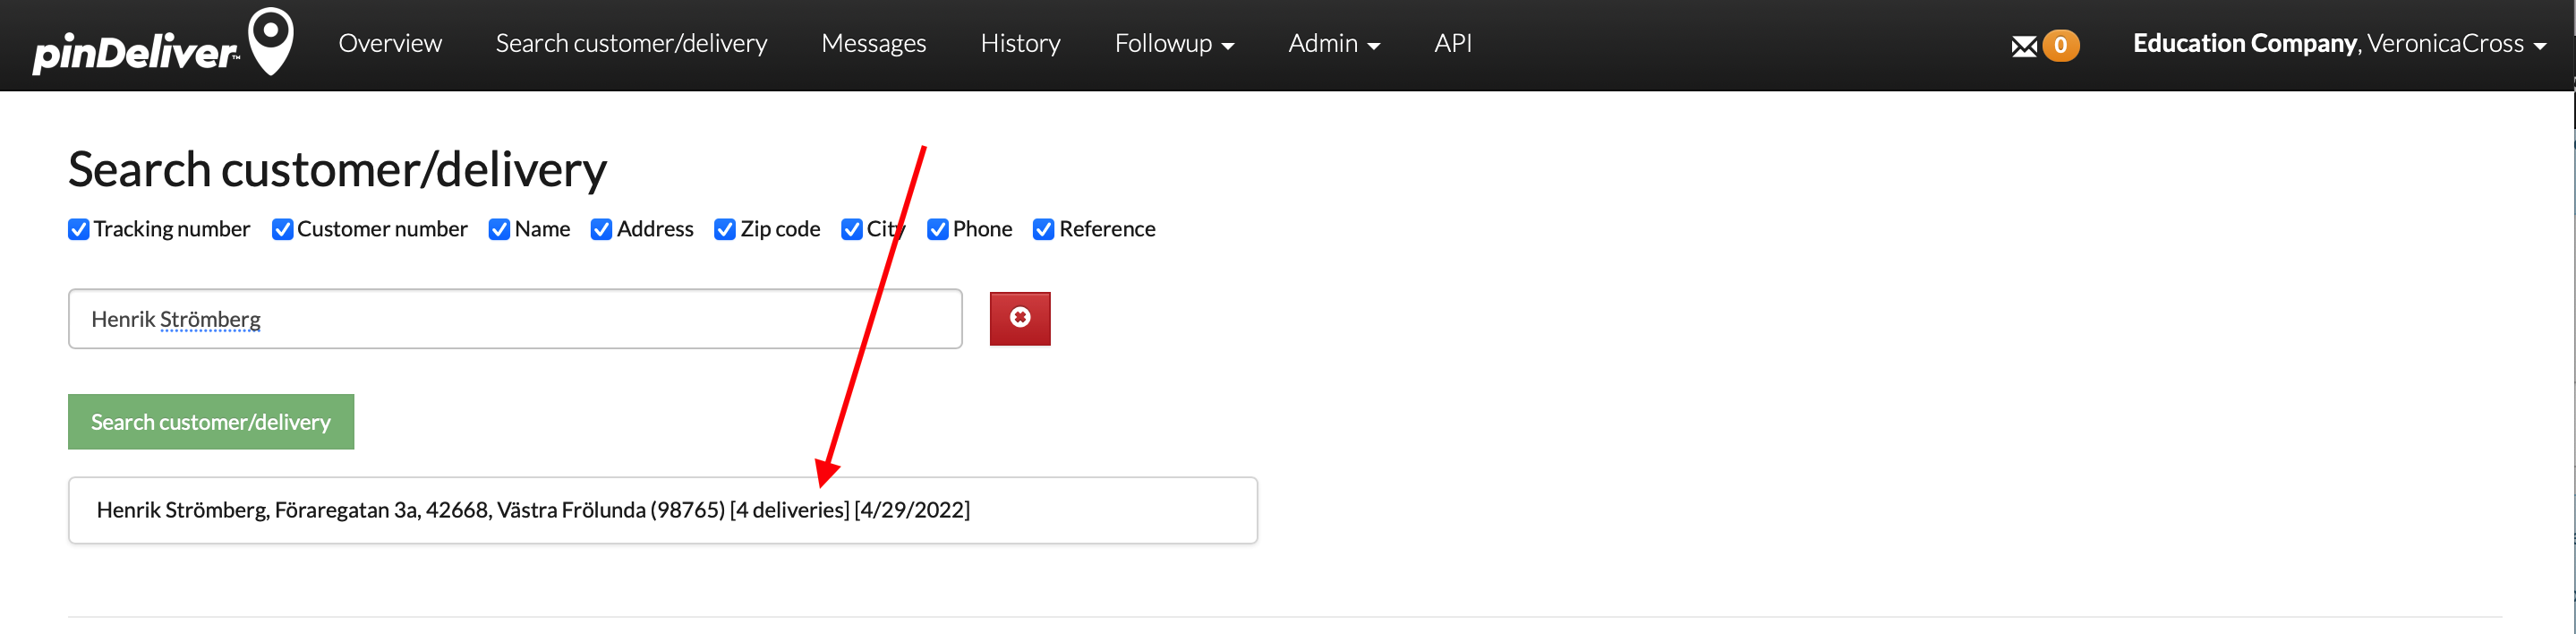 pinDeliver™ Overview Search customer/delivery Messages History Followup Admin API 0 Education Company, VeronicaCross
Search customer/delivery
Tracking number Customer number Name Address Zip code City Phone Reference
Henrik Strömberg
Search customer/delivery
Henrik Strömberg, Föraregatan 3a, 42668, Västra Frölunda (98765) [4 deliveries] [4/29/2022]